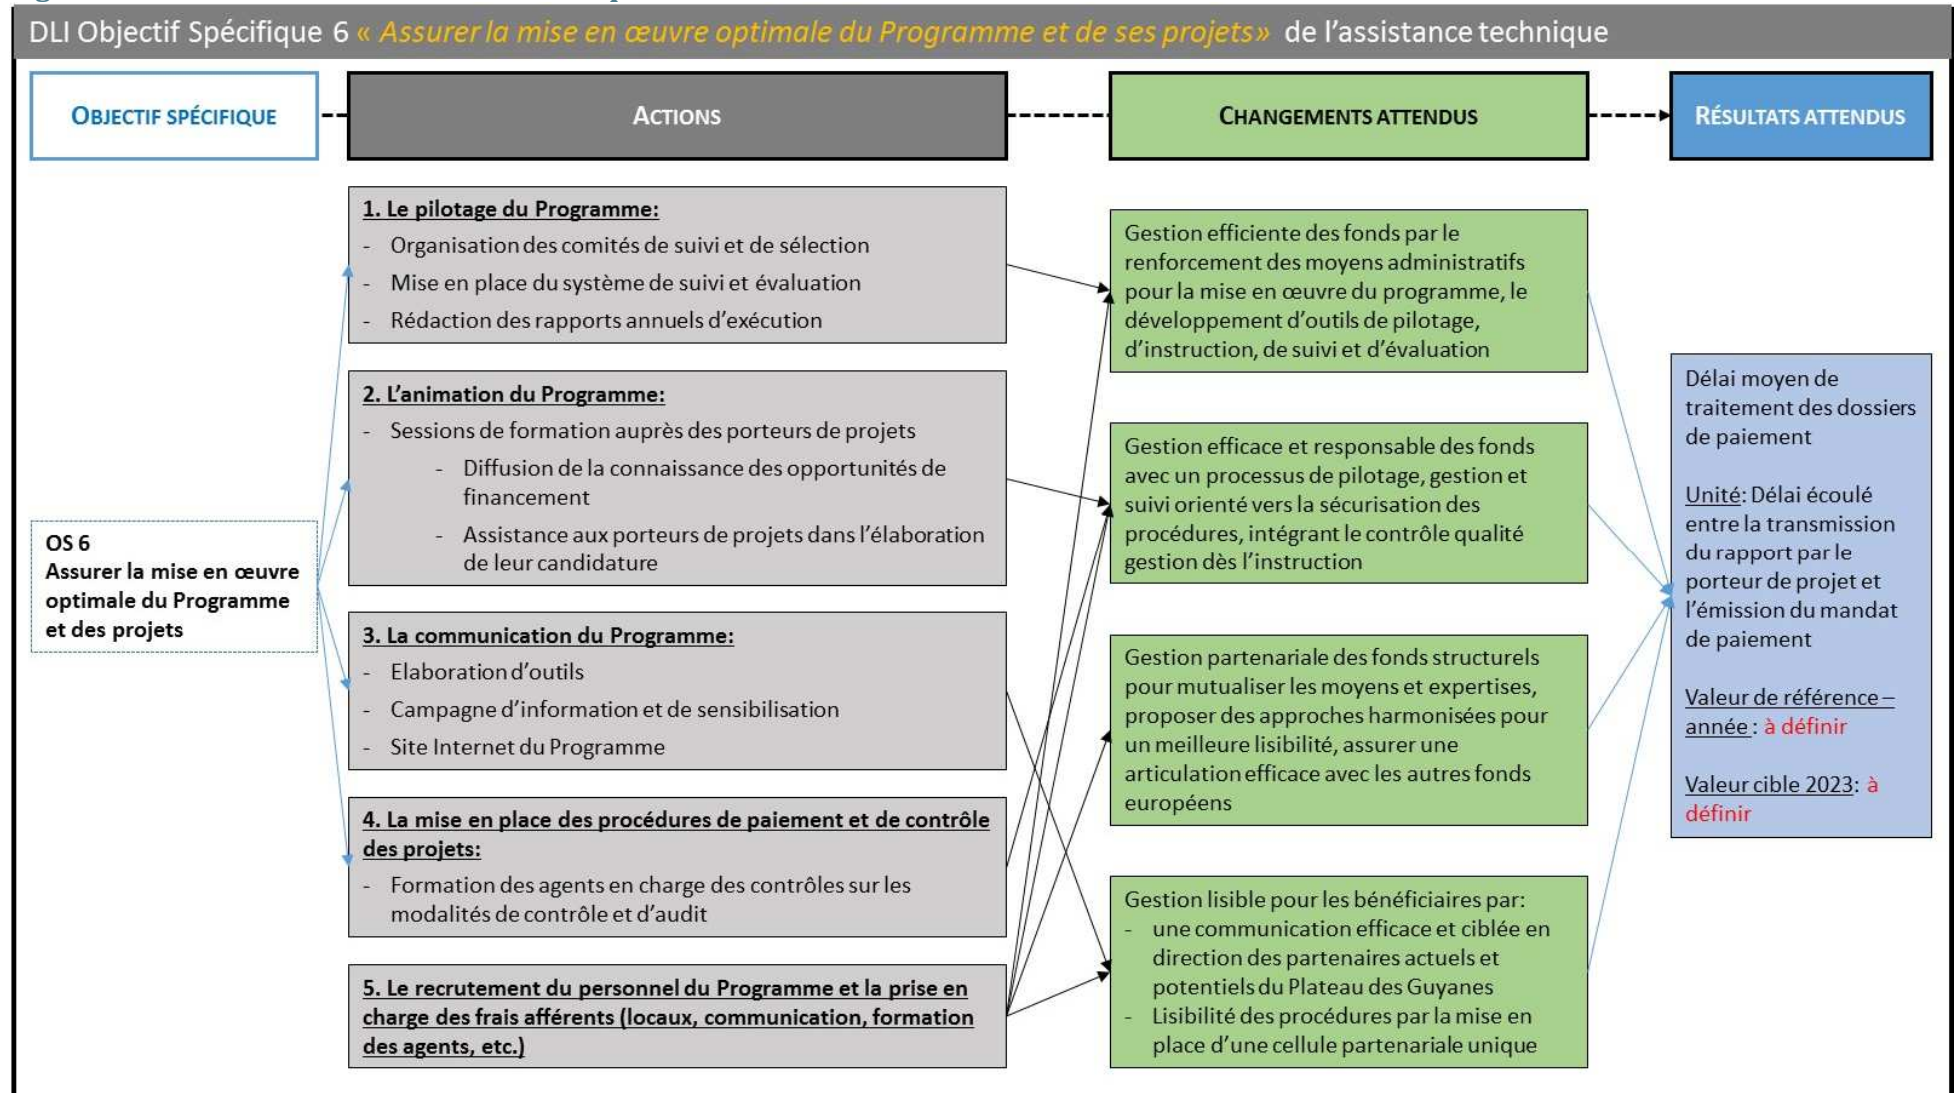 DLI Objectif Spécifique 6 « Assurer la mise en œuvre optimale du Programme et de ses projets» de l’assistance technique
OBJECTIF SPÉCIFIQUE
ACTIONS
CHANGEMENTS ATTENDUS
RÉSULTATS ATTENDUS
OS 6
Assurer la mise en œuvre
optimale du Programme
et des projets
1. Le pilotage du Programme:
- Organisation des comités de suivi et de sélection
- Mise en place du système de suivi et évaluation
- Rédaction des rapports annuels d’exécution
2. L’animation du Programme:
- Sessions de formation auprès des porteurs de projets
- Diffusion de la connaissance des opportunités de
financement
- Assistance aux porteurs de projets dans l’élaboration
de leur candidature
3. La communication du Programme:
- Elaboration d’outils
- Campagne d’information et de sensibilisation
- Site Internet du Programme
4. La mise en place des procédures de paiement et de contrôle
des projets:
- Formation des agents en charge des contrôles sur les
modalités de contrôle et d’audit
5. Le recrutement du personnel du Programme et la prise en
charge des frais afférents (locaux, communication, formation
des agents, etc.)
Gestion efficiente des fonds par le
renforcement des moyens administratifs
pour la mise en œuvre du programme, le
développement d’outils de pilotage,
d’instruction, de suivi et d’évaluation
Gestion efficace et responsable des fonds
avec un processus de pilotage, gestion et
suivi orienté vers la sécurisation des
procédures, intégrant le contrôle qualité
gestion dès l’instruction
Gestion partenariale des fonds structurels
pour mutualiser les moyens et expertises,
proposer des approches harmonisées pour
un meilleure lisibilité, assurer une
articulation efficace avec les autres fonds
européens
Gestion lisible pour les bénéficiaires par:
- une communication efficace et ciblée en
direction des partenaires actuels et
potentiels du Plateau des Guyanes
- Lisibilité des procédures par la mise en
place d’une cellule partenariale unique
Délai moyen de
traitement des dossiers
de paiement
Unité: Délai écoulé
entre la transmission
du rapport par le
porteur de projet et
l’émission du mandat
de paiement
Valeur de référence –
année : à définir
Valeur cible 2023: à
définir